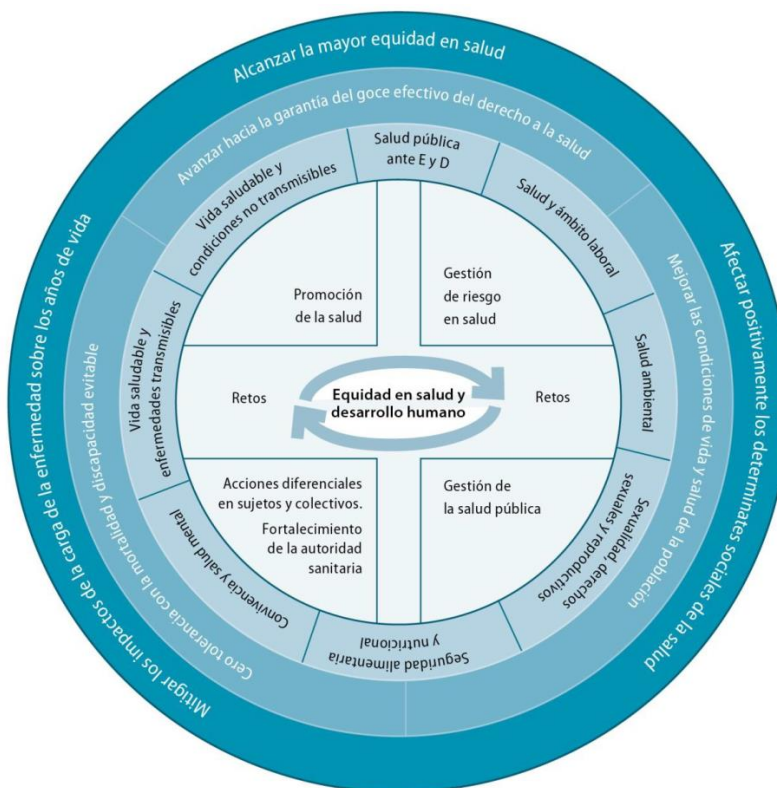 Alcanzar la mayor equidad en salud
Avanzar hacia la garantía del goce efectivo del derecho a la salud
Salud pública
ante E y D
Vida saludable y
condiciones no transmisibles
Salud y ámbito laboral
Mitigar los impactos de la carga de la enfermedad sobre los años de vida
Afectar positivamente los determinates sociales de la salud
Cero tolerancia con la mortalidad y discapacidad evitable
Mejorar las condiciones de vida y salud de la población
Promoción
de la salud
Gestión
de riesgo
en salud
Vida saludable y
enfermedades transmisibles
Salud ambiental
Retos
Equidad en salud y
desarrollo humano
Retos
Acciones diferenciales
en sujetos y colectivos.
Fortalecimiento
de la autoridad
sanitaria
Gestión de
la salud pública
Convivencia y salud mental
Sexualidad, derechos
sexuales y reproductivos
Seguridad alimentaria
y nutricional